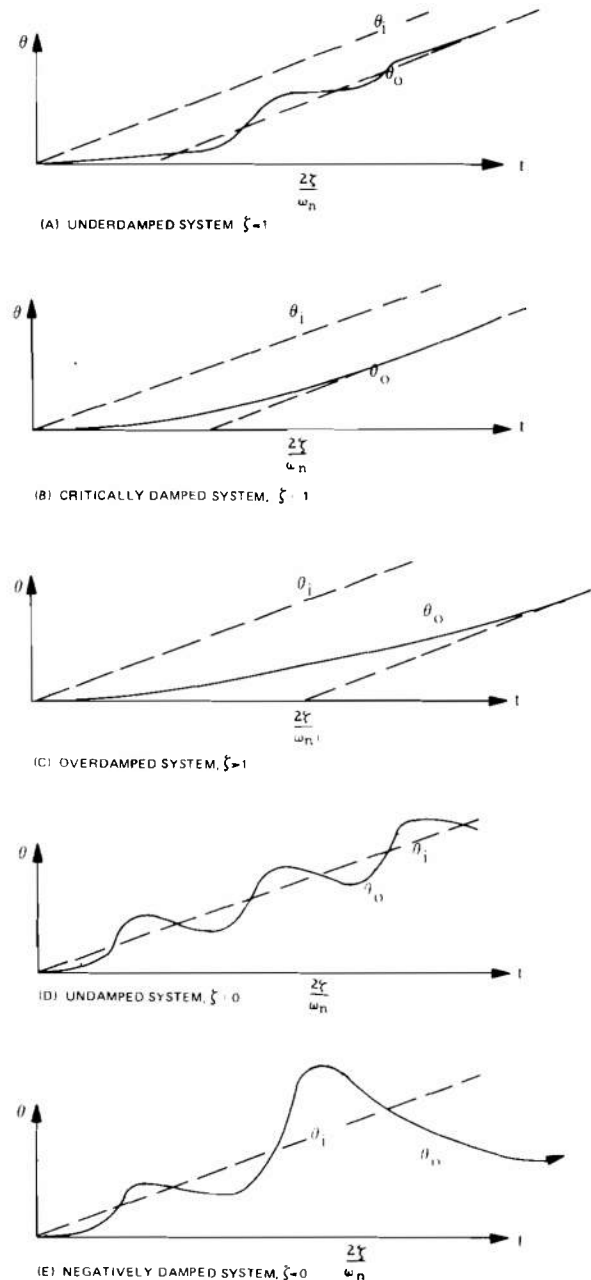 θ
θi
θo
t
2ζ
ωn
(A) UNDERDAMPED SYSTEM ζ=1
θ
θi
θo
t
2ζ
ωn
(B) CRITICALLY DAMPED SYSTEM, ζ 1
θ
θi
θo
t
2ζ
ωn
(C) OVERDAMPED SYSTEM, ζ>1
θ
θi
θo
t
(D) UNDAMPED SYSTEM, ζ 0
2ζ
ωn
θ
θi
θo
t
(E) NEGATIVELY DAMPED SYSTEM, ζ=0
2ζ
ωn